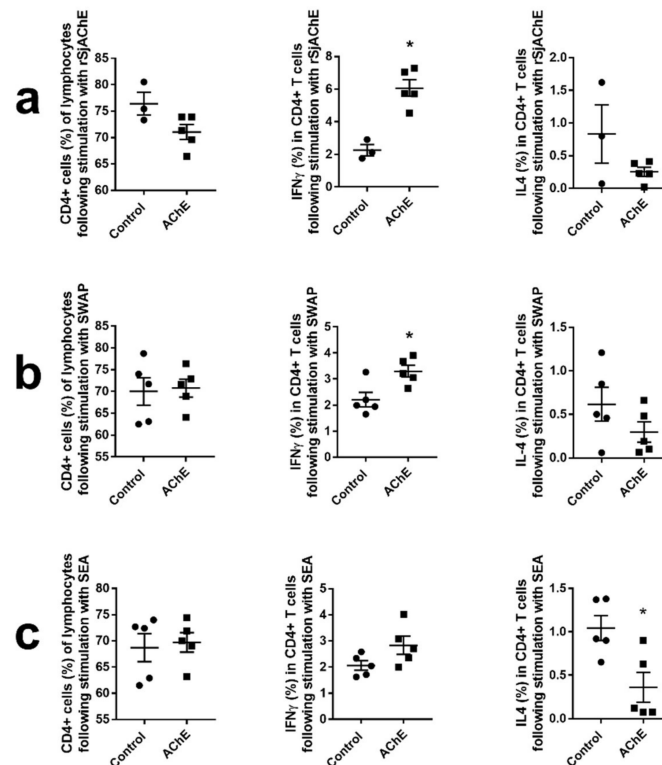 a
CD4+ cells (%) of lymphocytes
following stimulation with rSjAChE
85
80
75
70
65
60
Control
AChE
IFNγ (%) in CD4+ T cells
following stimulation with rSjAChE
8
6
4
2
0
*
Control
AChE
IL4 (%) in CD4+ T cells
following stimulation with rSjAChE
2.0
1.5
1.0
0.5
0.0
Control
AChE
b
CD4+ cells (%) of lymphocytes
following stimulation with SWAP
85
80
75
70
65
60
55
Control
AChE
IFNγ (%) in CD4+ T cells
following stimulation with SWAP
5
4
3
2
1
0
*
Control
AChE
IL-4 (%) in CD4+ T cells
following stimulation with SWAP
1.5
1.0
0.5
0.0
Control
AChE
c
CD4+ cells (%) of lymphocytes
following stimulation with SEA
80
75
70
65
60
55
Control
AChE
IFNγ (%) in CD4+ T cells
following stimulation with SEA
5
4
3
2
1
0
Control
AChE
IL4 (%) in CD4+ T cells
following stimulation with SEA
1.5
1.0
0.5
0.0
*
Control
AChE